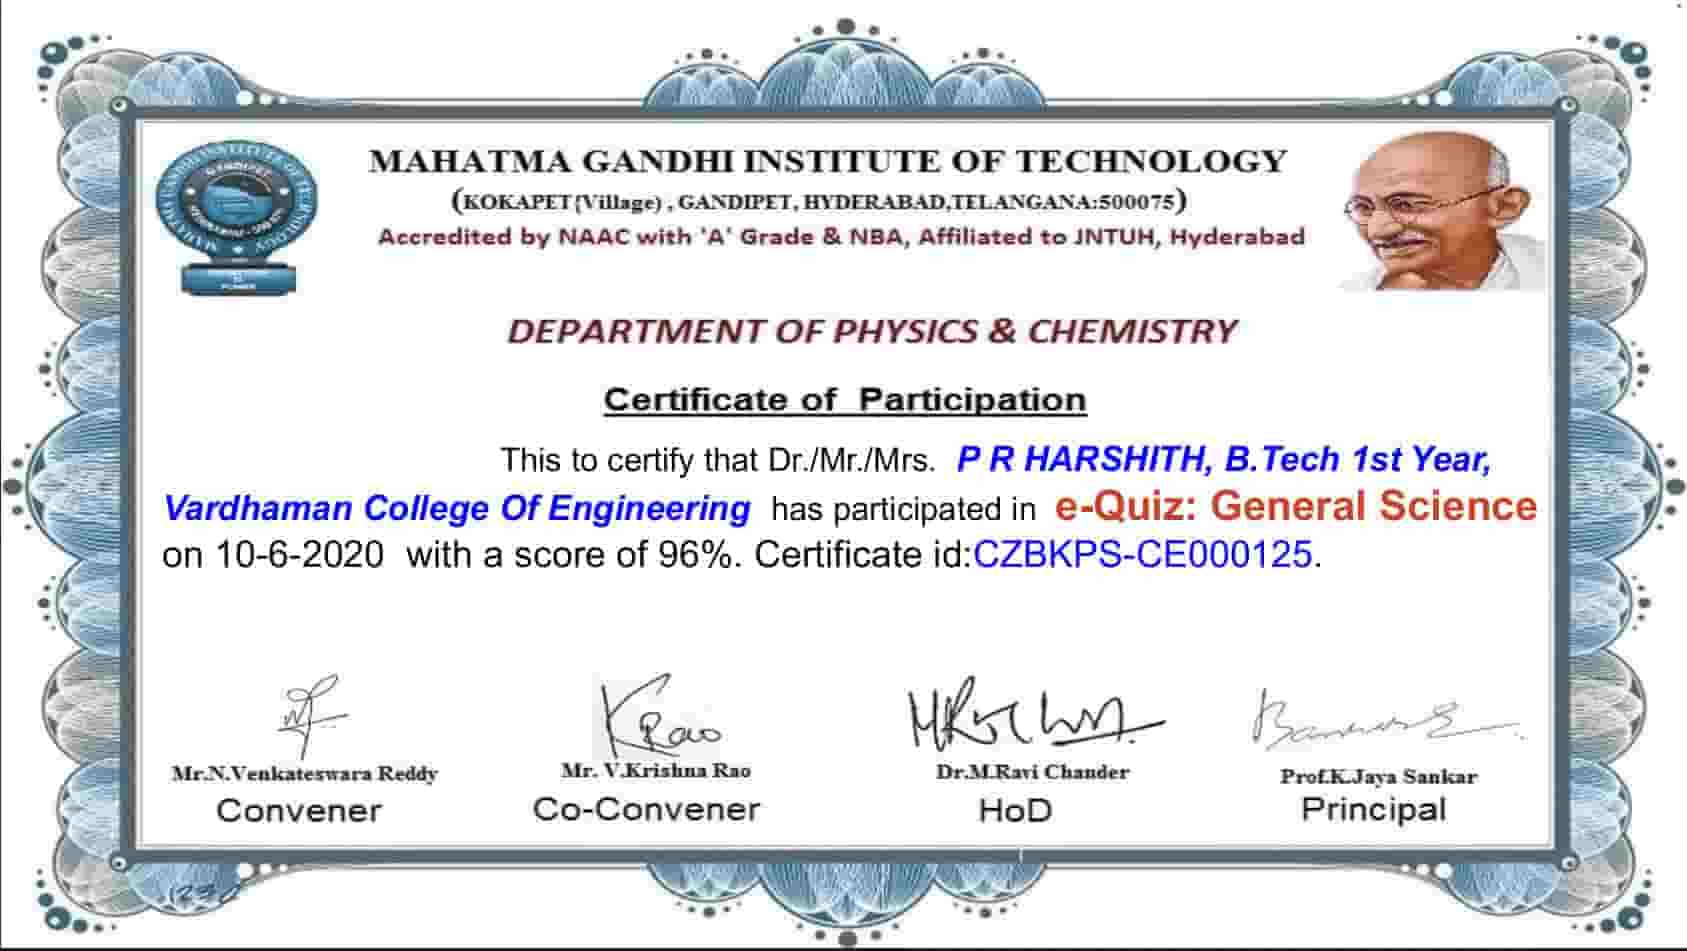 MAHATMA GANDHI INSTITUTE OF TECHNOLOGY
(KOKAPET{Village) , GANDIPET, HYDERABAD,TELANGANA:500075)
Accredited by NAAC with 'A' Grade & NBA, Affiliated to JNTUH, Hyderabad
DEPARTMENT OF PHYSICS & CHEMISTRY
Certificate of Participation
This to certify that Dr./Mr./Mrs. P R HARSHITH, B.Tech 1st Year,
Vardhaman College Of Engineering has participated in e-Quiz: General Science
on 10-6-2020 with a score of 96%. Certificate id:CZBKPS-CE000125.
KRao
Mr.N.Venkateswara Reddy Mr. V.Krishna Rao Dr.M.Ravi Chander Prof.K.Jaya Sankar
Convener Co-Convener HoD Principal